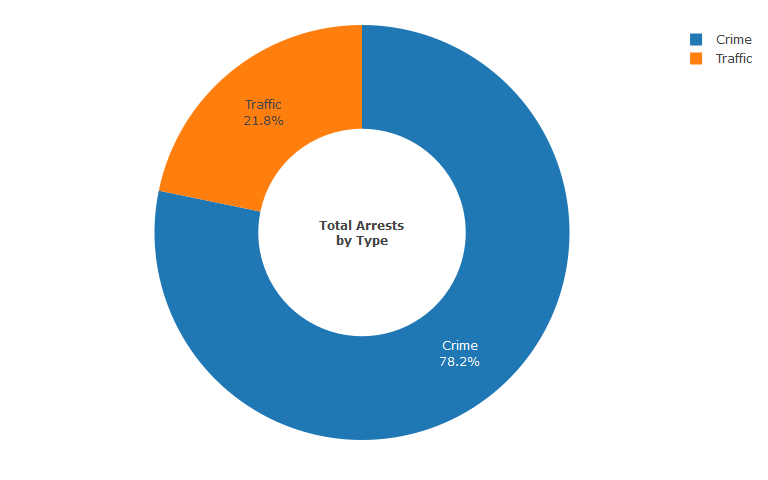 Crime
Traffic
Traffic
21.8%
Total Arrests
by Type
Crime
78.2%